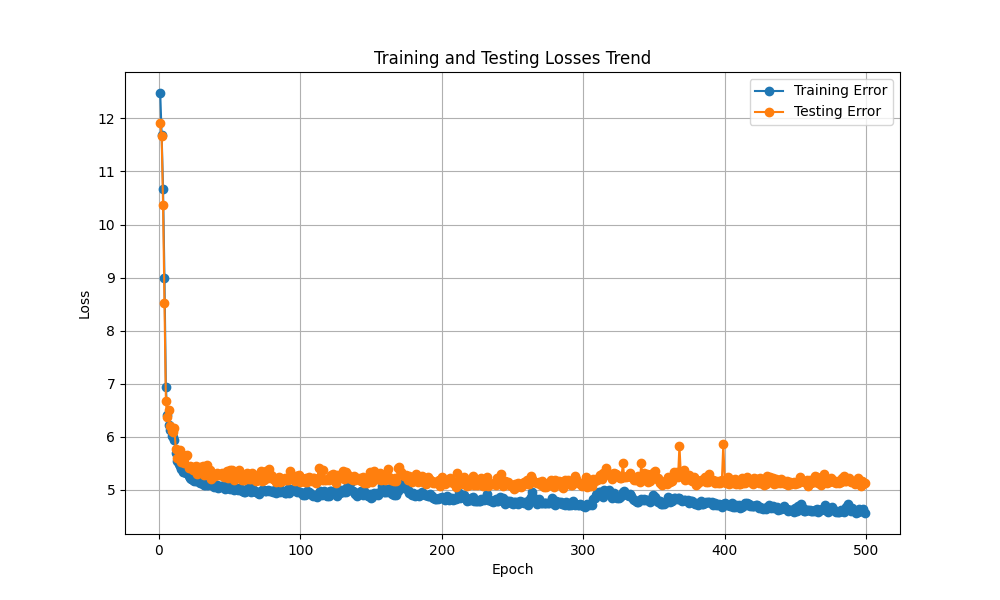 Training and Testing Losses Trend
Training Error
Testing Error
12
11
10
9
8
7
6
5
Loss
0 100 200 300 400 500
Epoch